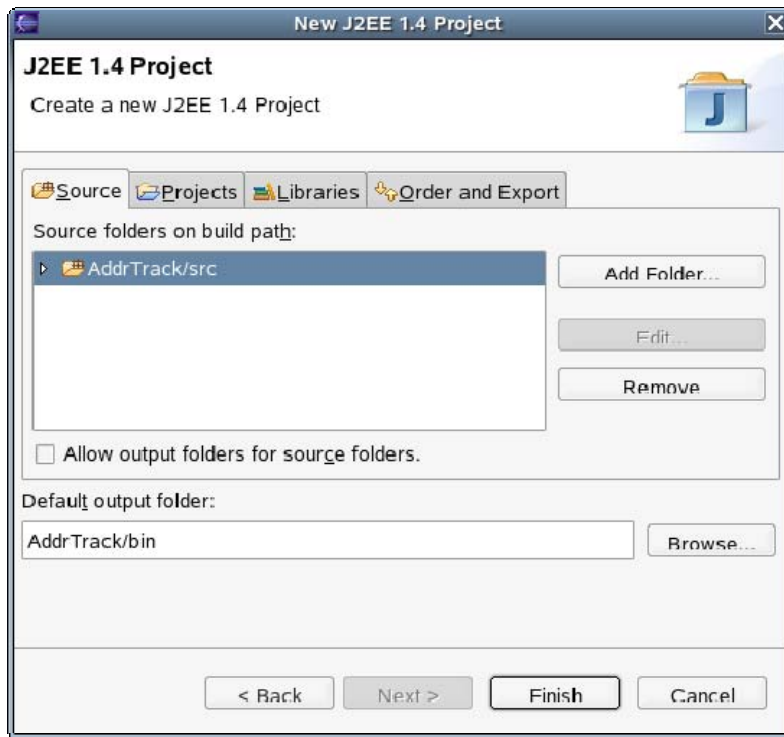 New J2EE 1.4 Project
J2EE 1.4 Project
Create a new J2EE 1.4 Project
Source Projects Libraries Order and Export
Source folders on build path:
AddrTrack/src
Add Folder...
Edit...
Remove
Allow output folders for source folders.
Default output folder:
AddrTrack/bin
Browse...
< Back Next > Finish Cancel